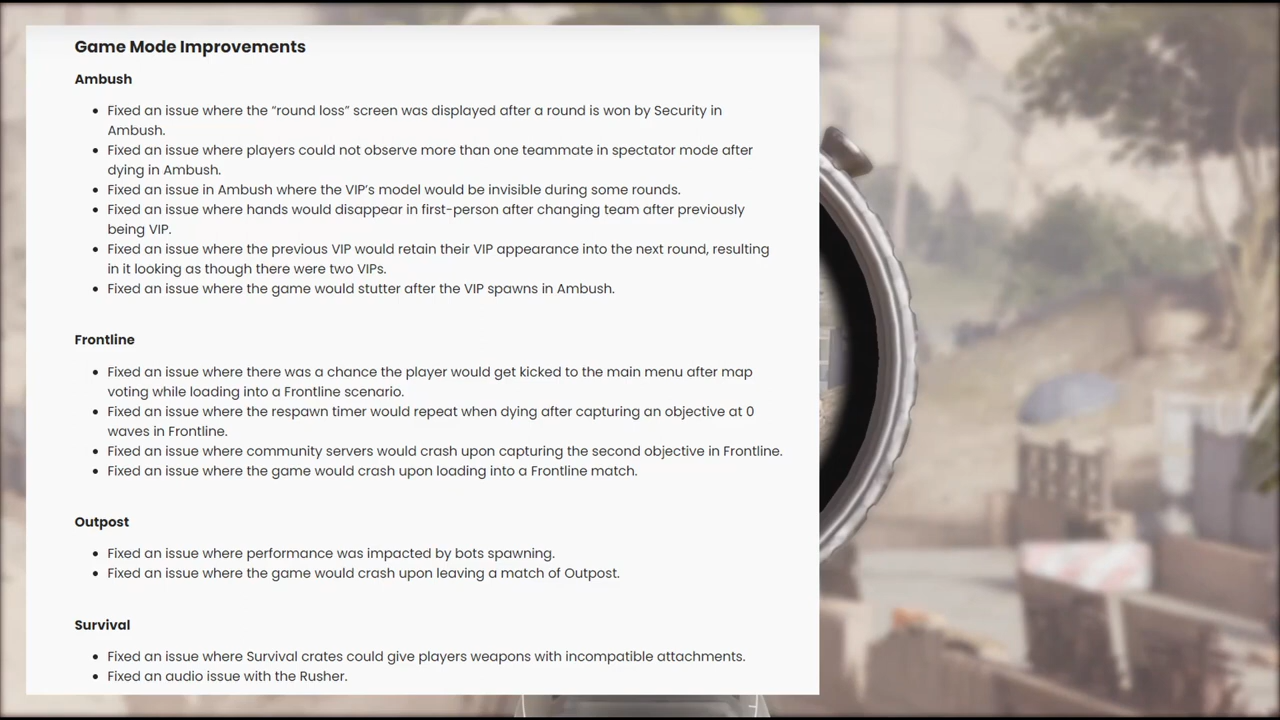 Game Mode Improvements
Ambush
Fixed an issue where the “round loss” screen was displayed after a round is won by Security in
Ambush.
Fixed an issue where players could not observe more than one teammate in spectator mode after
dying in Ambush.
Fixed an issue in Ambush where the VIP’s model would be invisible during some rounds.
Fixed an issue where hands would disappear in first-person after changing team after previously
being VIP.
Fixed an issue where the previous VIP would retain their VIP appearance into the next round, resulting
in it looking as though there were two VIPs.
Fixed an issue where the game would stutter after the VIP spawns in Ambush.
Frontline
Fixed an issue where there was a chance the player would get kicked to the main menu after map
voting while loading into a Frontline scenario.
Fixed an issue where the respawn timer would repeat when dying after capturing an objective at 0
waves in Frontline.
Fixed an issue where community servers would crash upon capturing the second objective in Frontline.
Fixed an issue where the game would crash upon loading into a Frontline match.
Outpost
Fixed an issue where performance was impacted by bots spawning.
Fixed an issue where the game would crash upon leaving a match of Outpost.
Survival
Fixed an issue where Survival crates could give players weapons with incompatible attachments.
Fixed an audio issue with the Rusher.